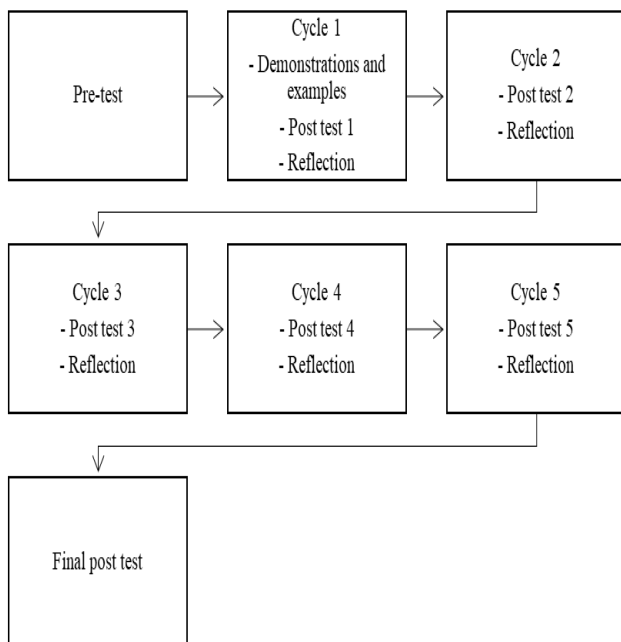 Pre-test
Cycle 1
- Demonstrations and
examples
- Post test 1
- Reflection
Cycle 2
- Post test 2
- Reflection
Cycle 3
- Post test 3
- Reflection
Cycle 4
- Post test 4
- Reflection
Cycle 5
- Post test 5
- Reflection
Final post test